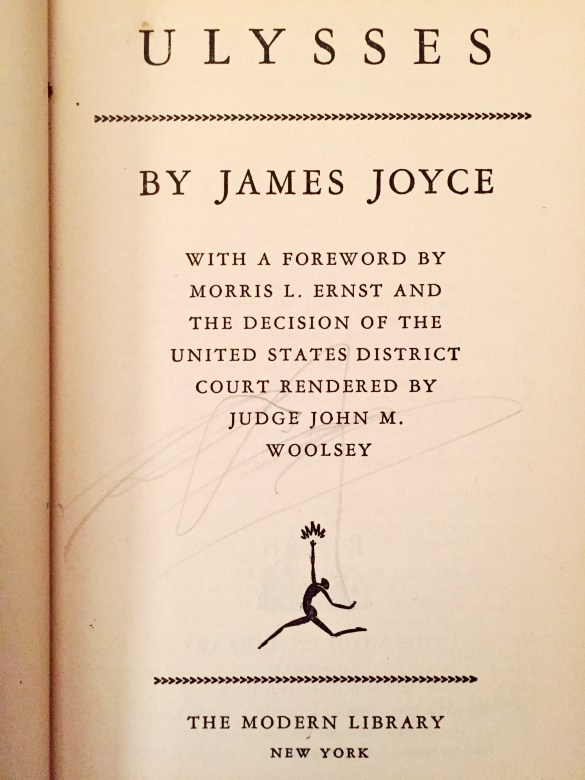 ULYSSES
BY JAMES JOYCE
WITH A FOREWORD BY
MORRIS L. ERNST AND
THE DECISION OF THE
UNITED STATES DISTRICT
COURT RENDERED BY
JUDGE JOHN M.
WOOLSEY
THE MODERN LIBRARY
NEW YORK